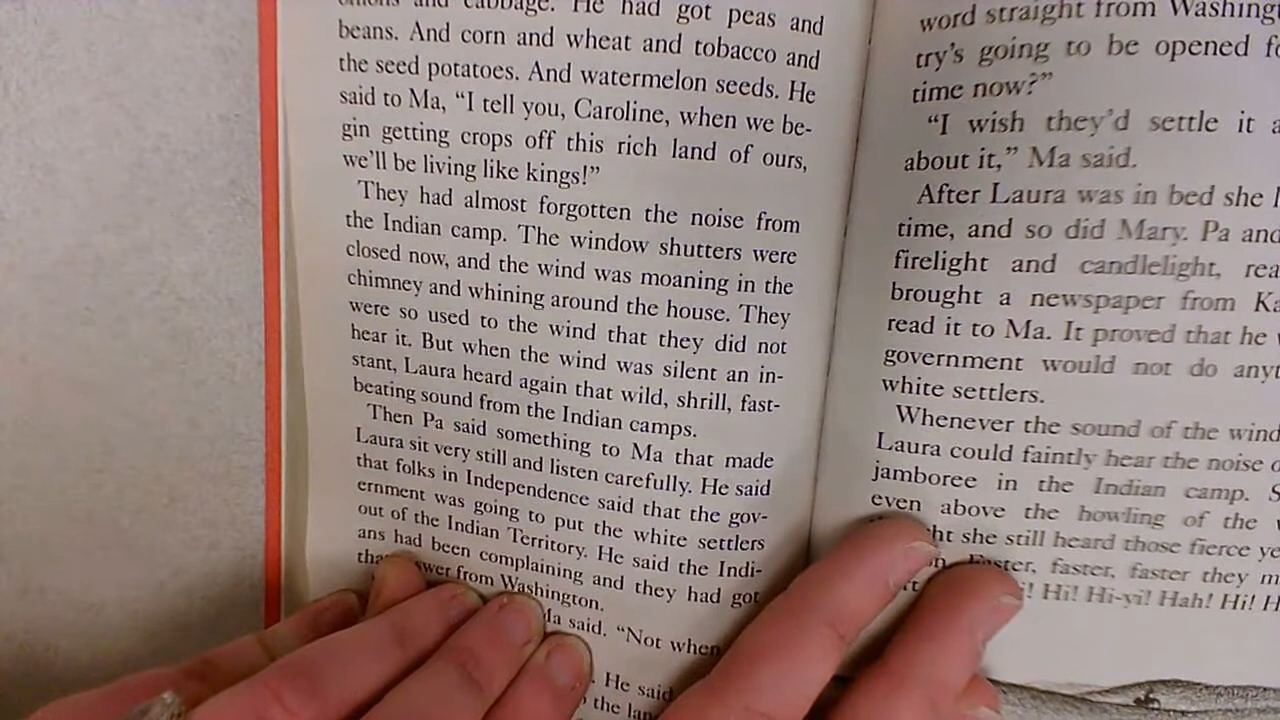 and cabbage. He had got peas and
beans. And corn and wheat and tobacco and
the seed potatoes. And watermelon seeds. He
said to Ma, “I tell you, Caroline, when we be-
gin getting crops off this rich land of ours,
we’ll be living like kings!”
They had almost forgotten the noise from
the Indian camp. The window shutters were
closed now, and the wind was moaning in the
chimney and whining around the house. They
were so used to the wind that they did not
hear it. But when the wind was silent an in-
stant, Laura heard again that wild, shrill, fast-
beating sound from the Indian camps.
Then Pa said something to Ma that made
Laura sit very still and listen carefully. He said
that folks in Independence said that the gov-
ernment was going to put the white settlers
out of the Indian Territory. He said the Indi-
ans had been complaining and they had got
from Washington.
Ma said. “Not when
. He said
the
word straight from
try’s going to be opened
time now?”
“I wish they’d settle it
about it,” Ma said.
After Laura was in bed she
time, and so did Mary. Pa and
firelight and candlelight,
brought a newspaper from
read it to Ma. It proved that he
government would not do
white settlers.
Whenever the sound of the wind
Laura could faintly hear the noise
jamboree in the Indian camp.
even above the howling of the
she still heard those fierce
Faster, faster, faster they
Hi! Hi-yi! Hah! Hi!